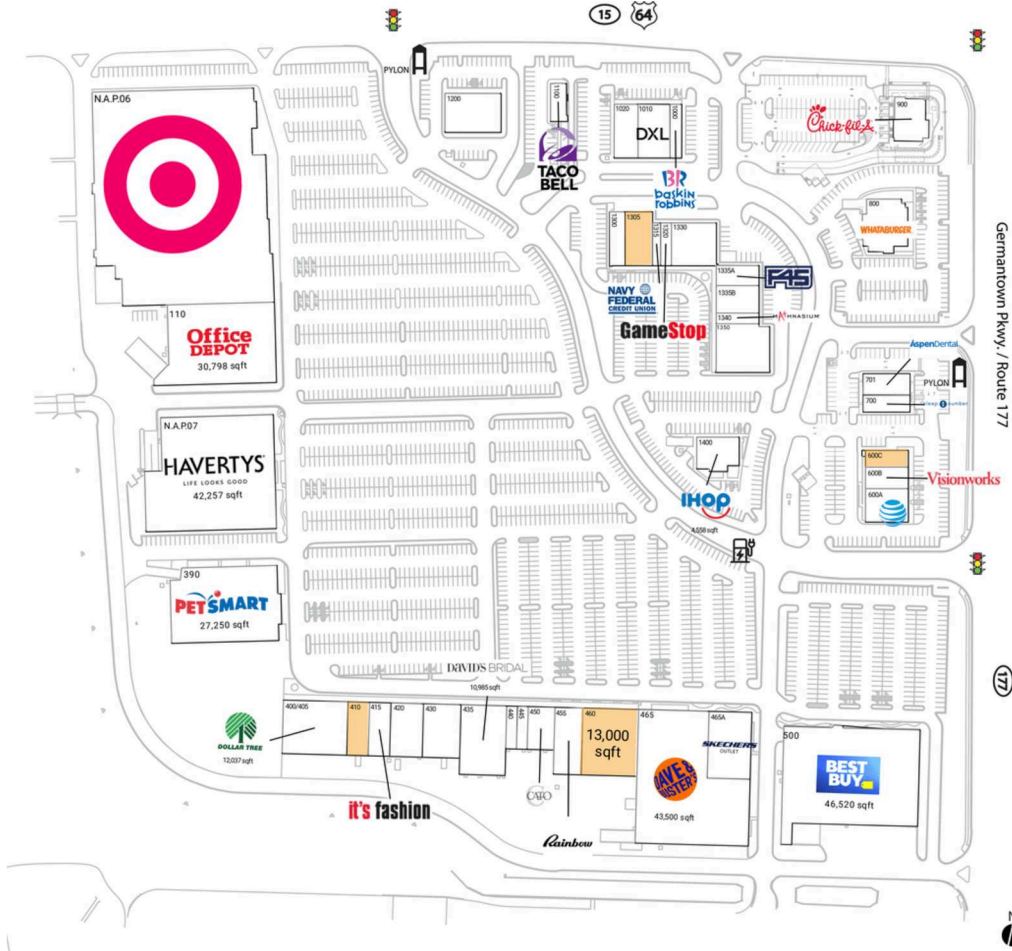 15
64
PYLON
N.A.P.06
1200
1100
1020
1010
1000
DXL
900
Chick-fil-A
TACO
BELL
BR
baskin
robbins
800
WHATABURGER
1300
1305
1315
1320
1330
1335A
F45
1335B
1340
MATHNASIUM
1350
NAVY
FEDERAL
CREDIT UNION
GameStop
Germantown Pkwy. / Route 177
110
Office
DEPOT
30,798 sqft
AspenDental
701
700
PYLON
sleep number
N.A.P.07
HAVERTYS
LIFE LOOKS GOOD
42,257 sqft
1400
IHOP
4,558 sqft
600C
600B
600A
Visionworks
390
PETSMART
27,250 sqft
177
DAVID'S BRIDAL
10,985 sqft
400/405
410
415
420
430
435
440
445
450
455
460
13,000
sqft
465
465A
SKECHERS
OUTLET
500
BEST
BUY
46,520 sqft
DOLLAR TREE
12,037 sqft
it's fashion
CATO
Rainbow
DAVE &
BUSTER'S
43,500 sqft